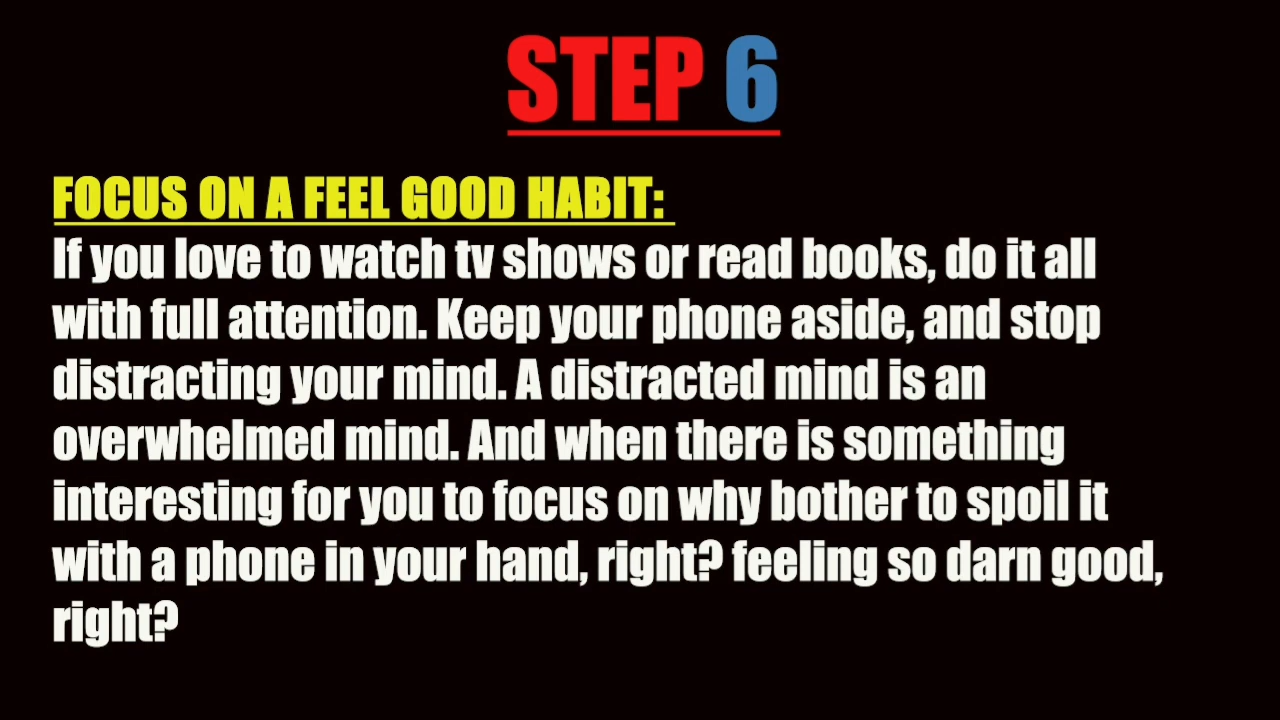 STEP 6
FOCUS ON A FEEL GOOD HABIT:
If you love to watch tv shows or read books, do it all
with full attention. Keep your phone aside, and stop
distracting your mind. A distracted mind is an
overwhelmed mind. And when there is something
interesting for you to focus on why bother to spoil it
with a phone in your hand, right? feeling so darn good,
right?